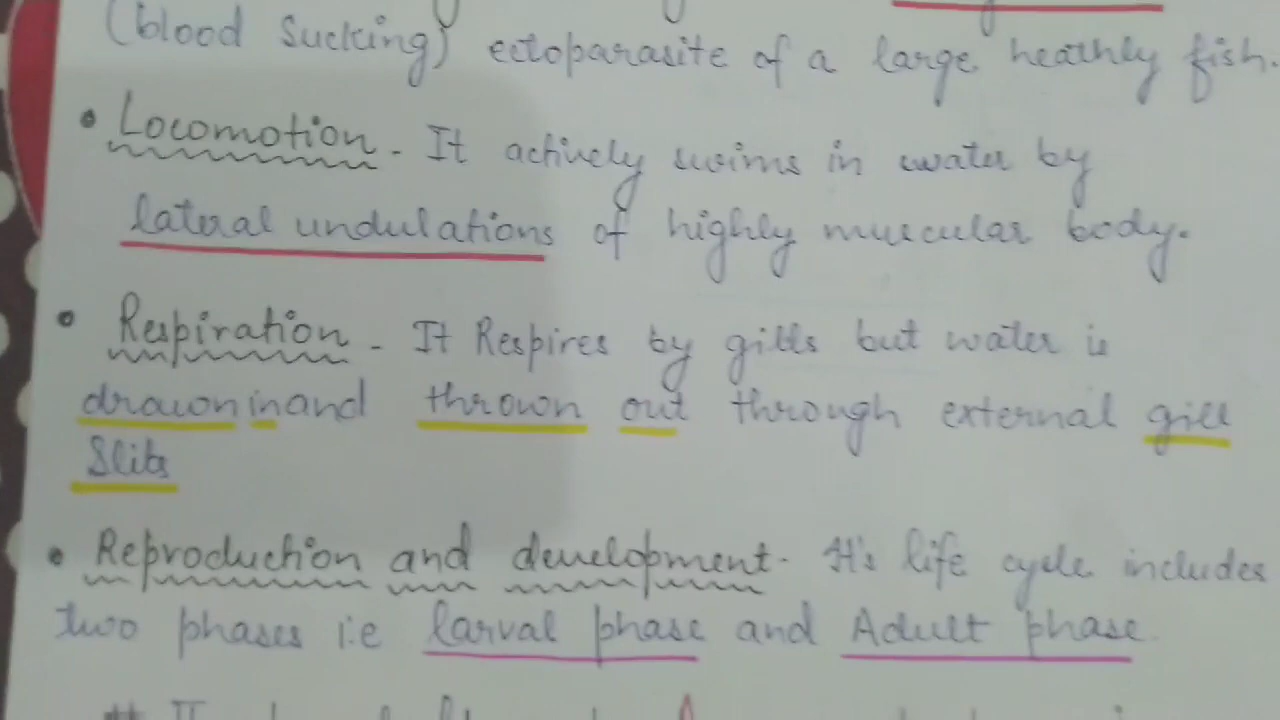 (blood sucking) ectoparasite of a large heathly fish.
• Locomotion - It actively swims in water by
lateral undulations of highly muscular body.
• Respiration - It Respires by gills but water is
drawn in and thrown out through external gill
Slits
• Reproduction and development - It's life cycle includes
two phases i.e larval phase and Adult phase.